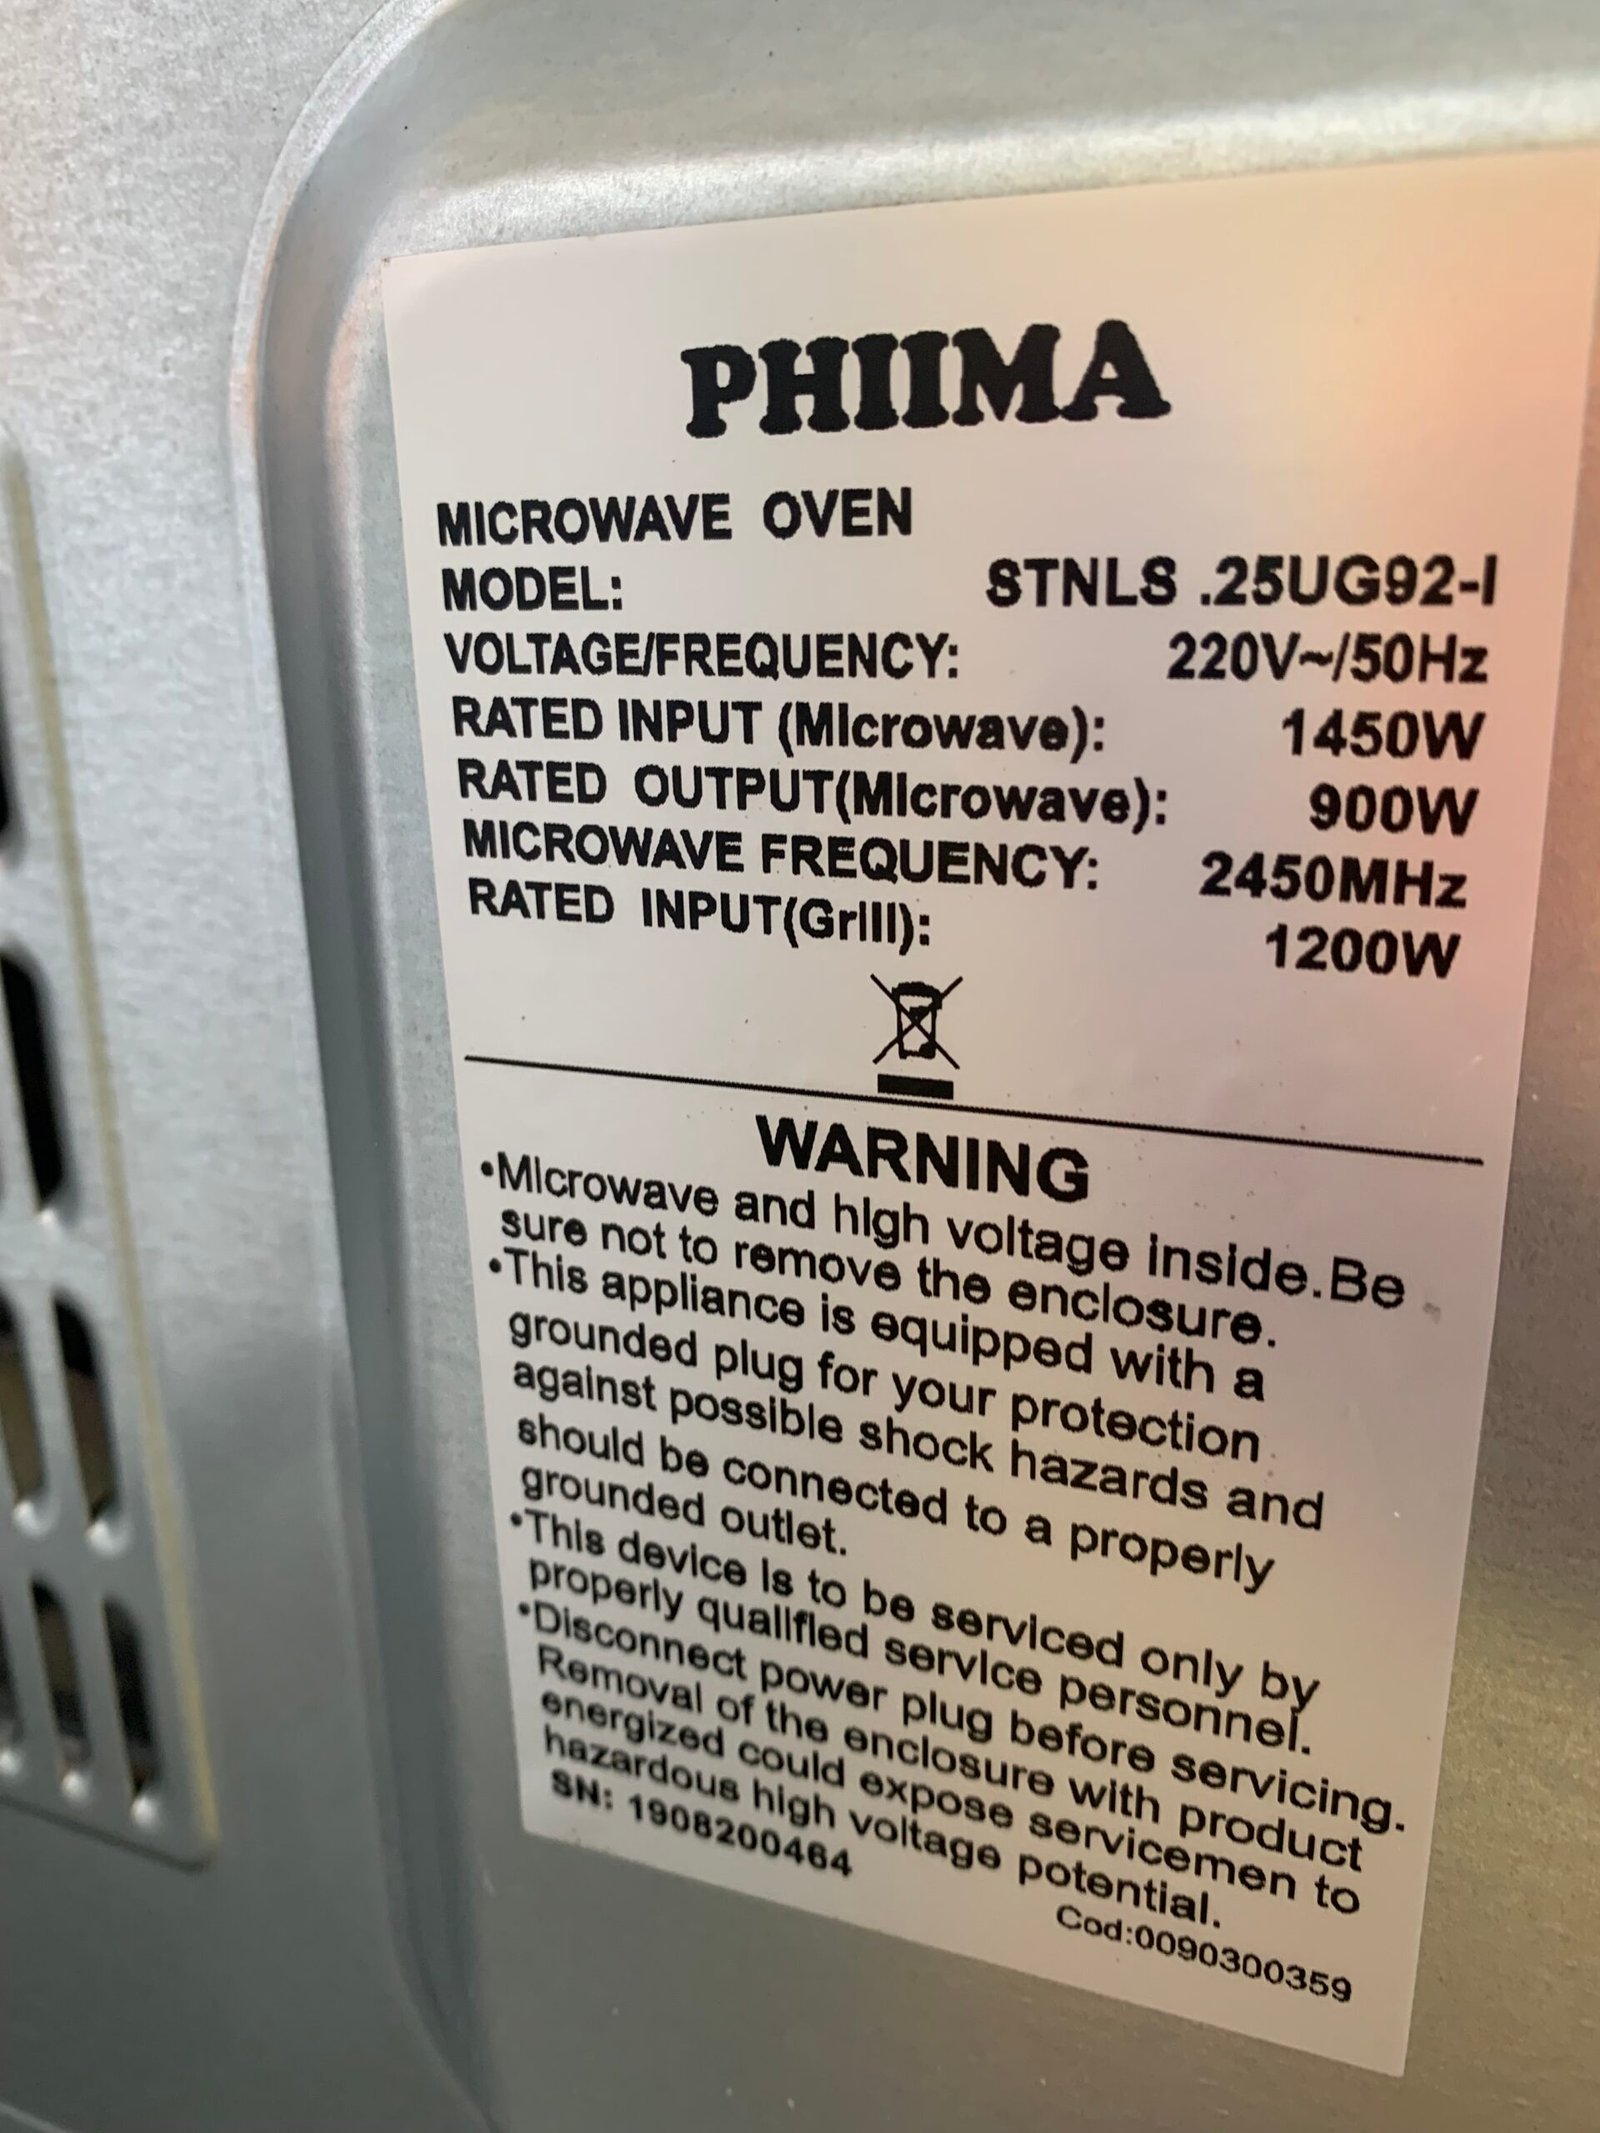 PHIIMA
MICROWAVE OVEN
MODEL: STNLS .25UG92-I
VOLTAGE/FREQUENCY: 220V~/50Hz
RATED INPUT (MIcrowave): 1450W
RATED OUTPUT(MIcrowave): 900W
MICROWAVE FREQUENCY: 2450MHz
RATED INPUT(GrIII): 1200W
WARNING
•MIcrowave and hIgh voltage Inside.Be
sure not to remove the enclosure.
•This appliance is equipped with a
grounded plug for your protection
against possible shock hazards and
should be connected to a properly
grounded outlet.
•This device Is to be servIced only by
properly qualIfIed servIce personnel.
•Disconnect power plug before servicing.
Removal of the enclosure with product
energized could expose servicemen to
hazardous high voltage potential.
SN: 1908200464
Cod:0090300359